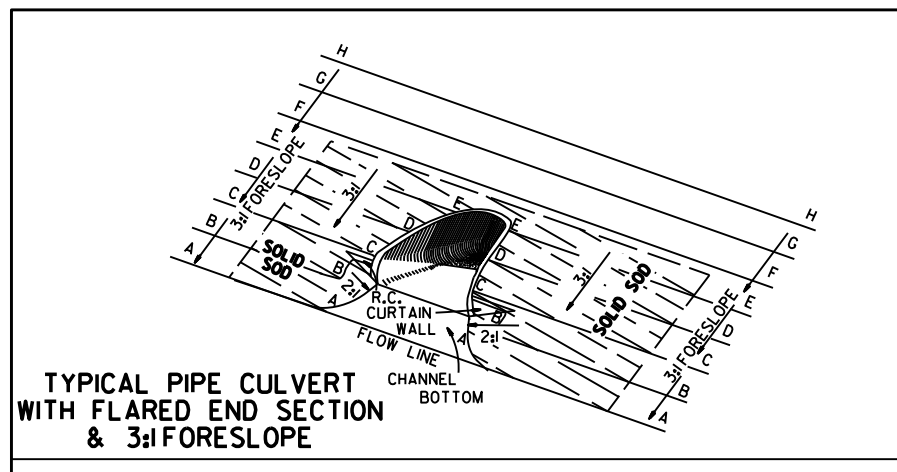 H
G
F
E
D
C
B
A
3:1 FORESLOPE
SOLID
SOD
3:1
E
E
D
D
C
C
B
B
A
A
2:1
2:1
R.C.
CURTAIN
WALL
FLOW LINE
CHANNEL
BOTTOM
3:1
SOLID SOD
3:1 FORESLOPE
H
G
F
E
D
C
B
A
TYPICAL PIPE CULVERT
WITH FLARED END SECTION
& 3:1 FORESLOPE